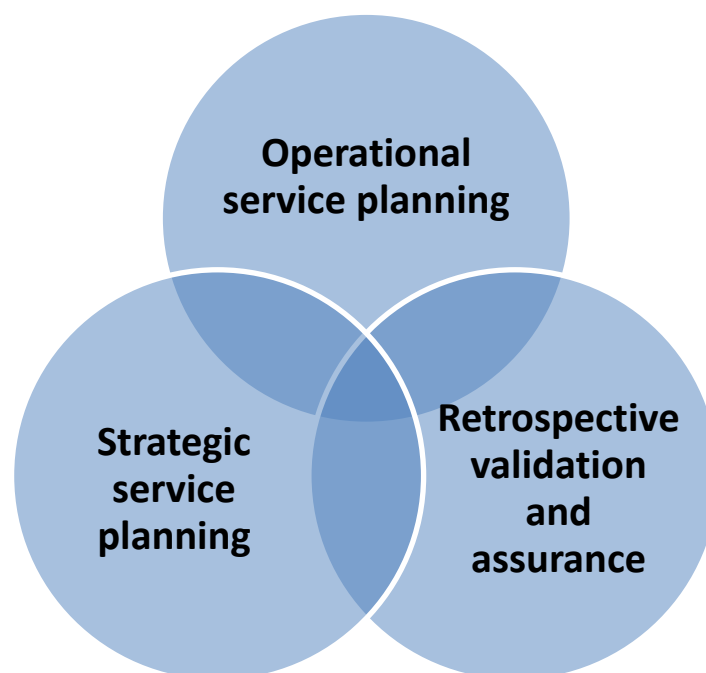 Operational
service planning
Strategic
service
planning
Retrospective
validation
and
assurance